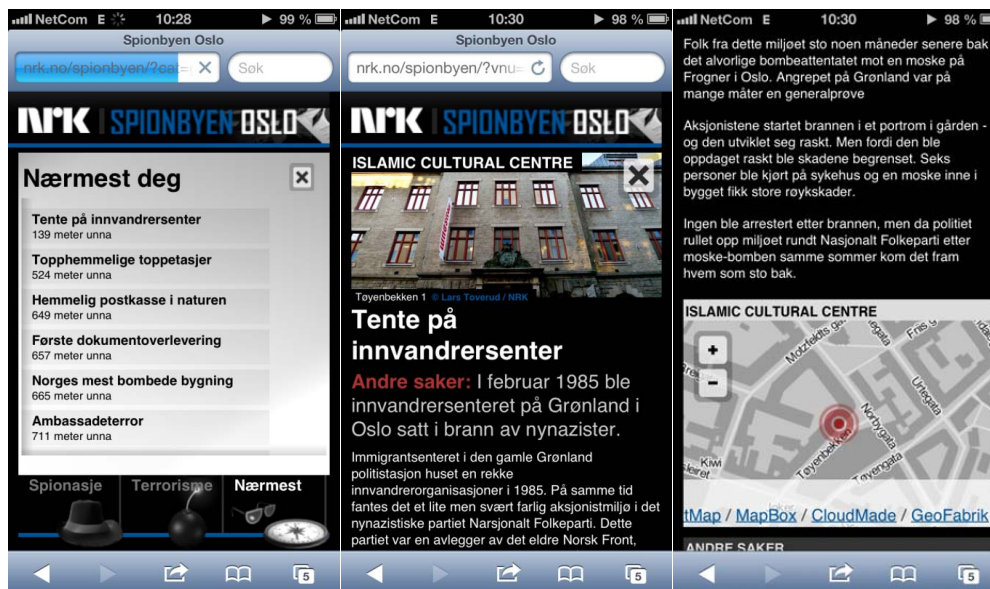 NetCom E 10:28 99 %
Spionbyen Oslo
nrk.no/spionbyen/?cat= Søk
NRK SPIONBYEN OSLO
Nærmest deg
Tente på innvandrersenter
139 meter unna
Topphemmelige toppetasjer
524 meter unna
Hemmelig postkasse i naturen
649 meter unna
Første dokumentoverlevering
657 meter unna
Norges mest bombede bygning
665 meter unna
Ambassadeterror
711 meter unna
Spionasje Terrorisme Nærmest
5
NetCom E 10:30 98 %
Spionbyen Oslo
nrk.no/spionbyen/?vnu= Søk
NRK SPIONBYEN OSLO
ISLAMIC CULTURAL CENTRE
Tøyenbekken 1 © Lars Toverud / NRK
Tente på
innvandrersenter
Andre saker: I februar 1985 ble
innvandrersenteret på Grønland i
Oslo satt i brann av nynazister.
Immigrantsenteret i den gamle Grønland
politistasjon huset en rekke
innvandrerorganisasjoner i 1985. På samme tid
fantes det et lite men svært farlig aksjonistmiljø i det
nynazistiske partiet Narsjonalt Folkeparti. Dette
partiet var en avlegger av det eldre Norsk Front,
5
NetCom E 10:30 98 %
Folk fra dette miljøet sto noen måneder senere bak
det alvorlige bombeattentatet mot en moske på
Frogner i Oslo. Angrepet på Grønland var på
mange måter en generalprøve
Aksjonistene startet brannen i et portrom i gården -
og den utviklet seg raskt. Men fordi den ble
oppdaget raskt ble skadene begrenset. Seks
personer ble kjørt på sykehus og en moske inne i
bygget fikk store røykskader.
Ingen ble arrestert etter brannen, men da politiet
rullet opp miljøet rundt Nasjonalt Folkeparti etter
moske-bomben samme sommer kom det fram
hvem som sto bak.
ISLAMIC CULTURAL CENTRE
+
-
Motzfeldts
Urtegata
Norbygata
Tøyenbekken
Tøyengata
Kiwi
tMap / MapBox / CloudMade / GeoFabrik
ANDRE SAKER
5